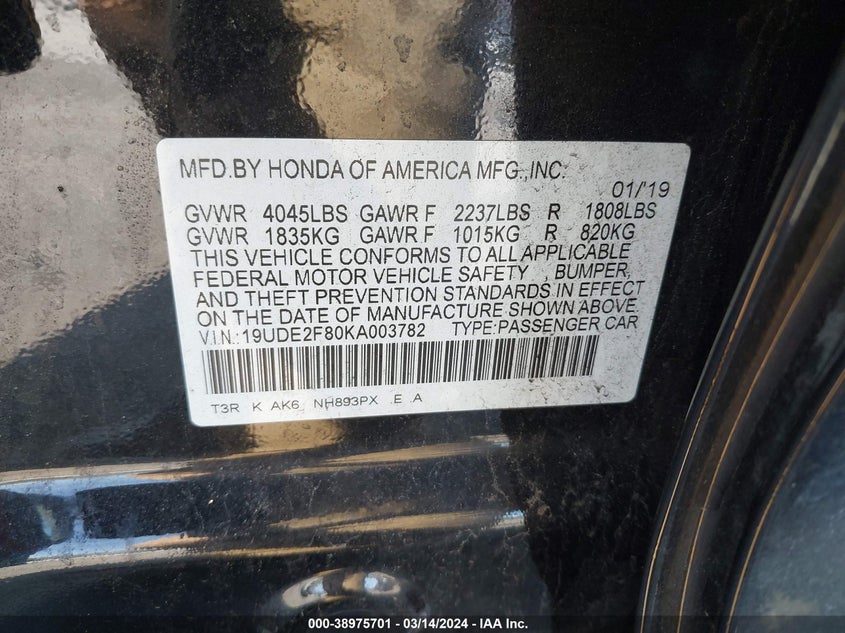 MFD.BY HONDA OF AMERICA MFG.,INC.
01/'19
GVWR 4045LBS GAWR F 2237LBS R 1808LBS
GVWR 1835KG GAWR F 1015KG R 820KG
THIS VEHICLE CONFORMS TO ALL APPLICABLE
FEDERAL MOTOR VEHICLE SAFETY , BUMPER,
AND THEFT PREVENTION STANDARDS IN EFFECT
ON THE DATE OF MANUFACTURE SHOWN ABOVE.
V.I.N.:19UDE2F80KA003782 TYPE:PASSENGER CAR
T3R K AK6 NH893PX .E .A
000-38975701 - 03/14/2024 - IAA Inc.